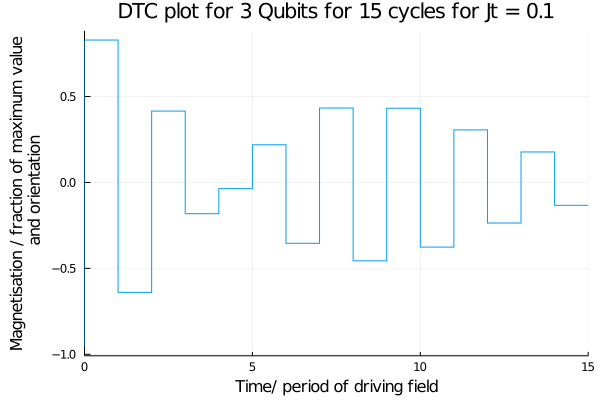 DTC plot for 3 Qubits for 15 cycles for Jt = 0.1
Magnetisation / fraction of maximum value
and orientation
0.5
0.0
−0.5
−1.0
0
5
10
15
Time/ period of driving field